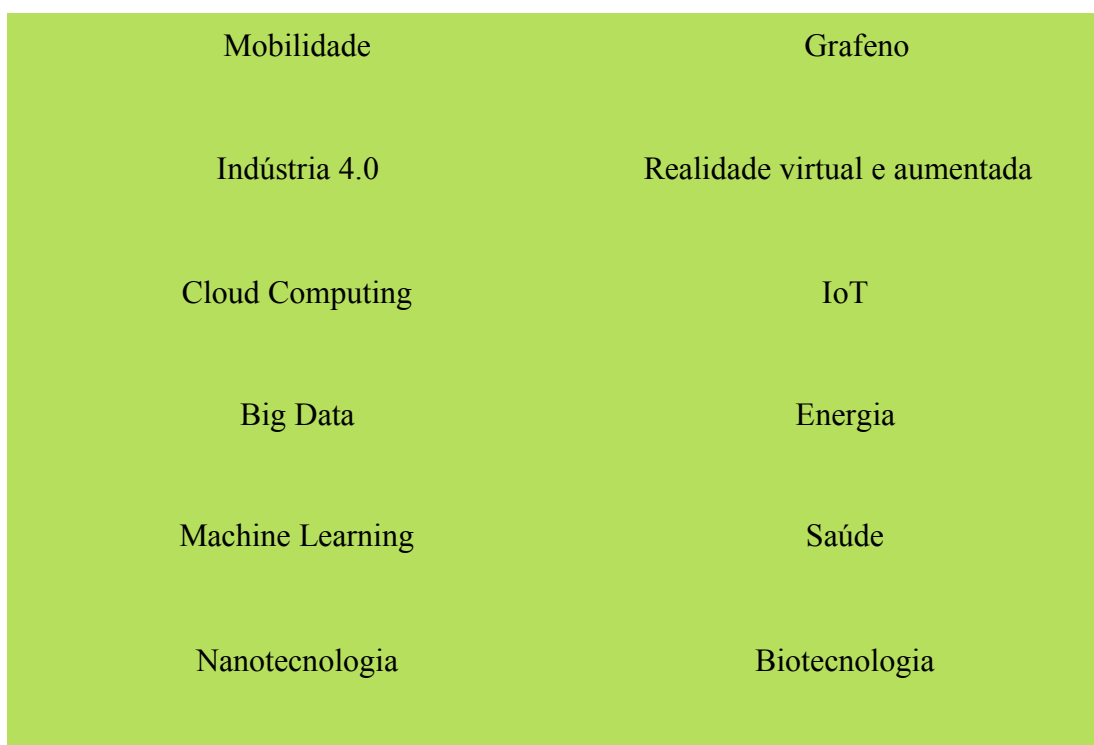 Mobilidade
Grafeno
Indústria 4.0
Realidade virtual e aumentada
Cloud Computing
IoT
Big Data
Energia
Machine Learning
Saúde
Nanotecnologia
Biotecnologia